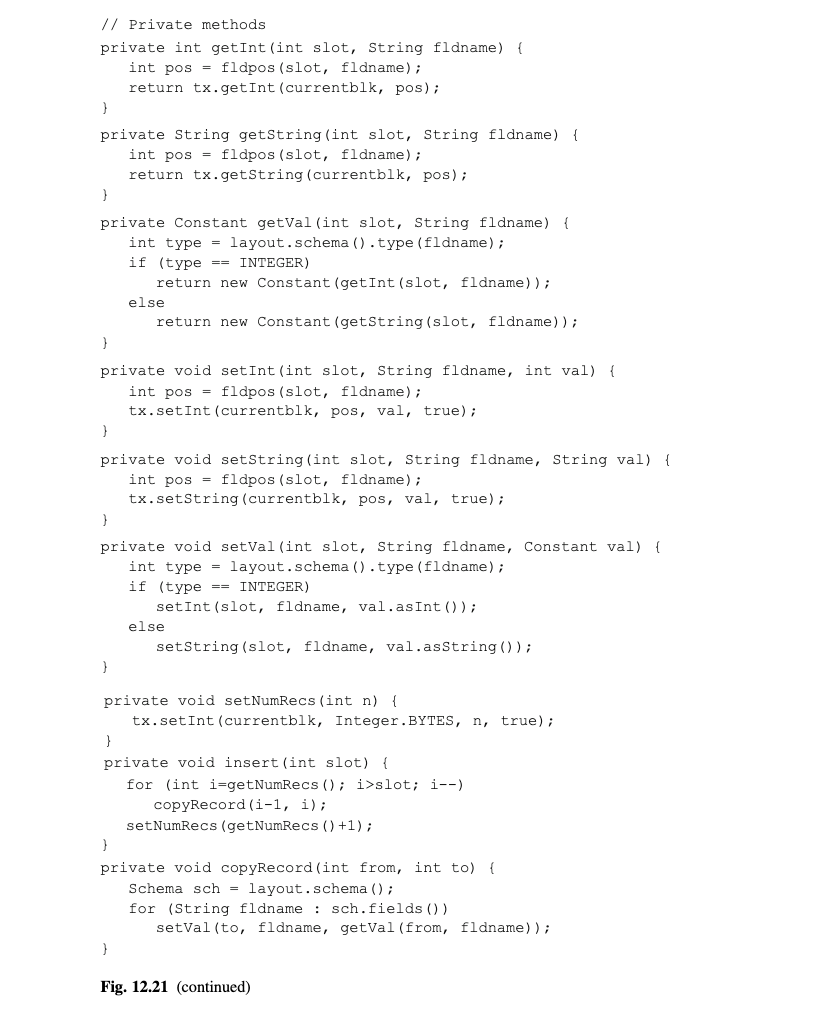 // Private methods
private int getInt(int slot, String fldname) {
   int pos = fldpos(slot, fldname);
   return tx.getInt(currentblk, pos);
}
private String getString(int slot, String fldname) {
   int pos = fldpos(slot, fldname);
   return tx.getString(currentblk, pos);
}
private Constant getVal(int slot, String fldname) {
   int type = layout.schema().type(fldname);
   if (type == INTEGER)
      return new Constant(getInt(slot, fldname));
   else
      return new Constant(getString(slot, fldname));
}
private void setInt(int slot, String fldname, int val) {
   int pos = fldpos(slot, fldname);
   tx.setInt(currentblk, pos, val, true);
}
private void setString(int slot, String fldname, String val) {
   int pos = fldpos(slot, fldname);
   tx.setString(currentblk, pos, val, true);
}
private void setVal(int slot, String fldname, Constant val) {
   int type = layout.schema().type(fldname);
   if (type == INTEGER)
      setInt(slot, fldname, val.asInt());
   else
      setString(slot, fldname, val.asString());
}
private void setNumRecs(int n) {
   tx.setInt(currentblk, Integer.BYTES, n, true);
}
private void insert(int slot) {
   for (int i=getNumRecs(); i>slot; i--)
      copyRecord(i-1, i);
   setNumRecs(getNumRecs()+1);
}
private void copyRecord(int from, int to) {
   Schema sch = layout.schema();
   for (String fldname : sch.fields())
      setVal(to, fldname, getVal(from, fldname));
}
Fig. 12.21 (continued)